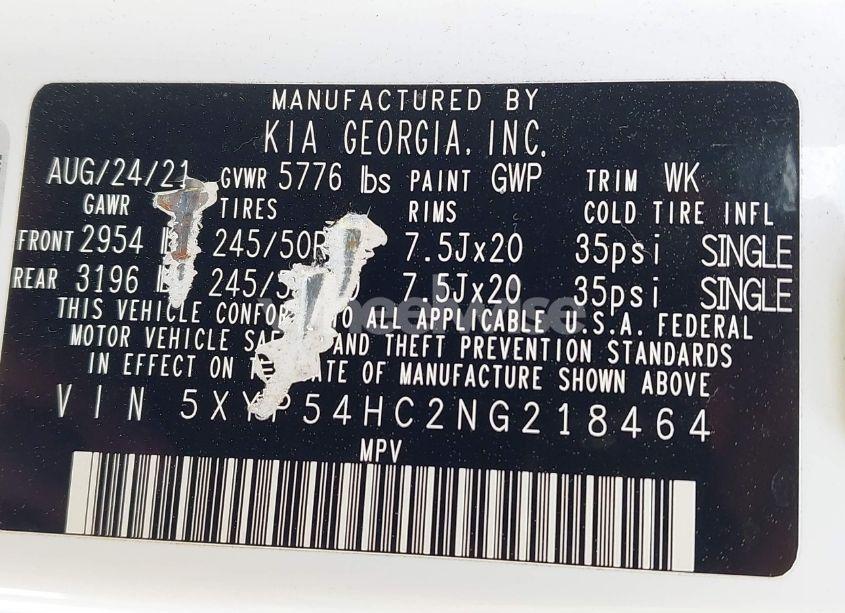 MANUFACTURED BY
KIA GEORGIA, INC.
AUG/24/21 GVWR 5776 lbs PAINT GWP TRIM WK
GAWR TIRES RIMS COLD TIRE INFL
FRONT 2954 245/50R 7.5Jx20 35psi SINGLE
REAR 3196 245/5 7.5Jx20 35psi SINGLE
THIS VEHICLE CONFOR TO ALL APPLICABLE U.S.A. FEDERAL
MOTOR VEHICLE SA AND THEFT PREVENTION STANDARDS
IN EFFECT ON TE OF MANUFACTURE SHOWN ABOVE
VIN 5XYP54HC2NG218464
MPV